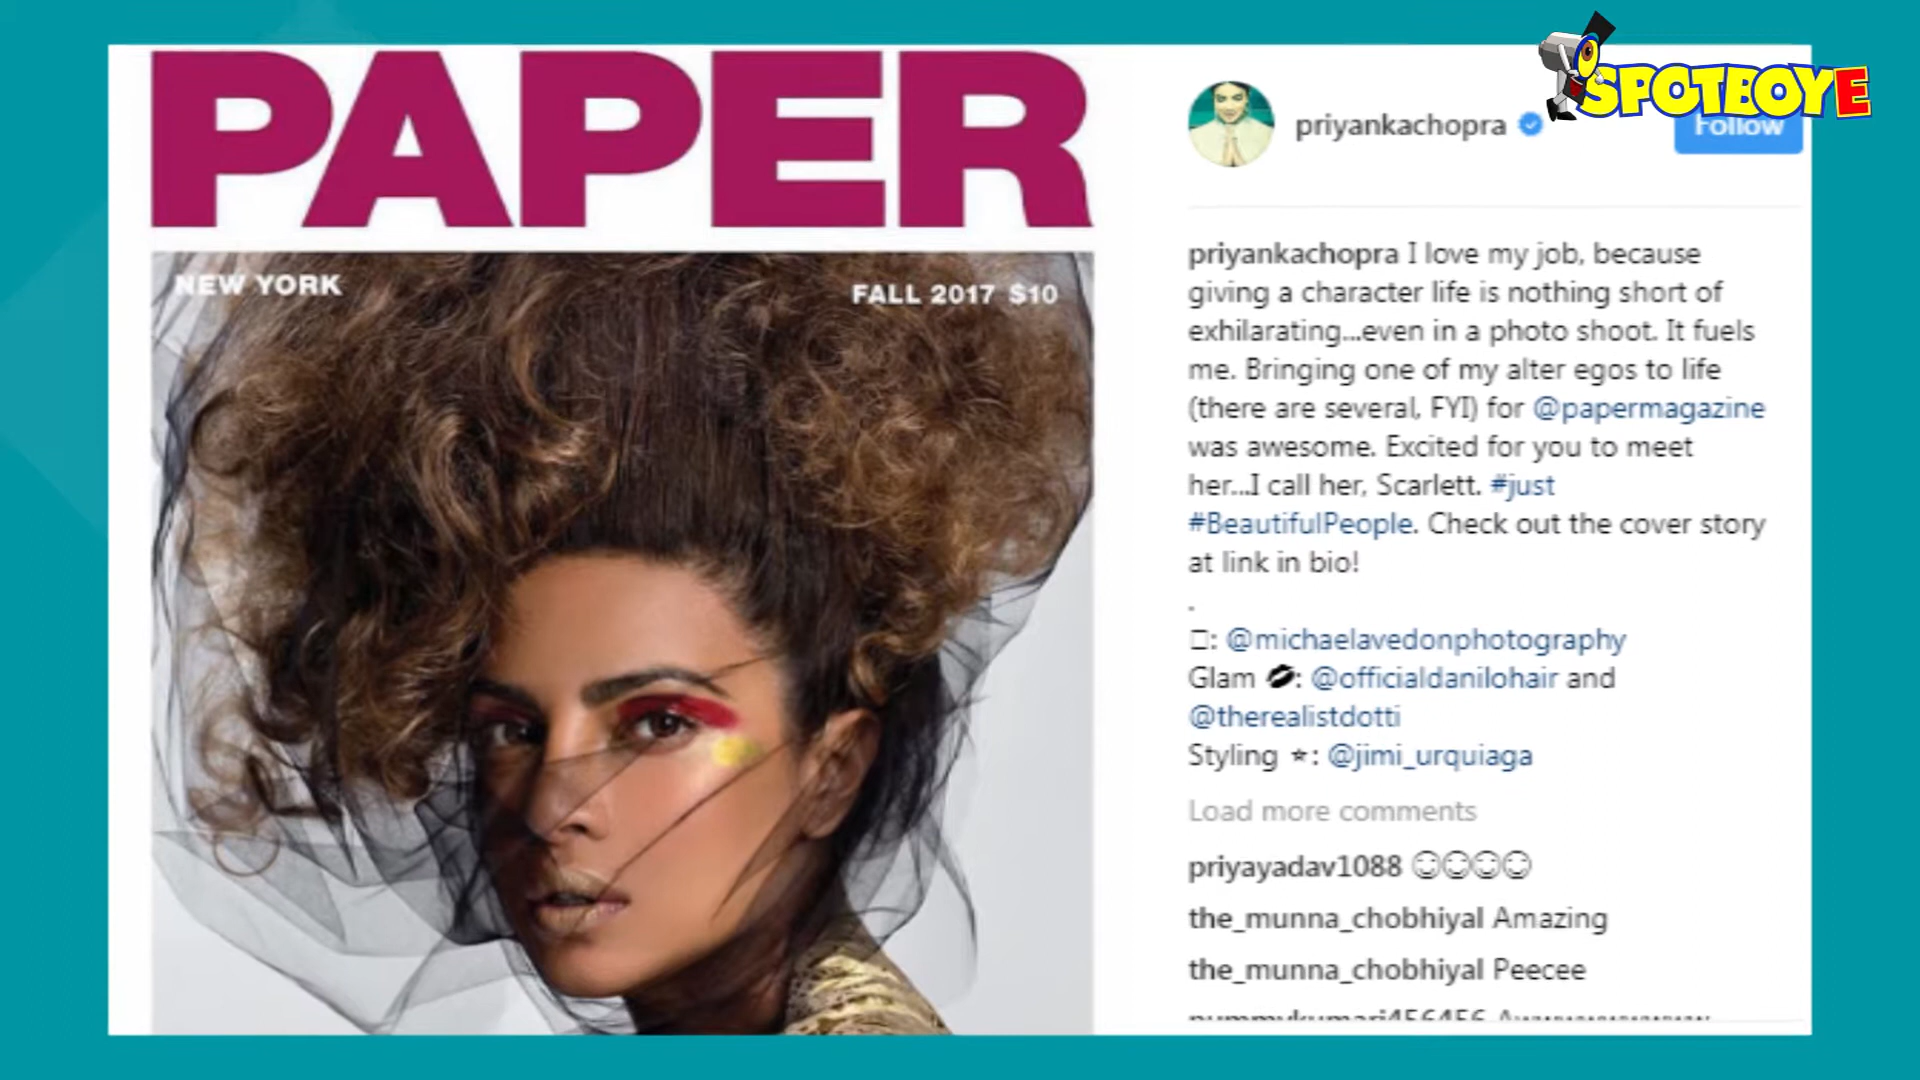 PAPER
NEW YORK
FALL 2017 $10
SPOTBOYE
priyankachopra
Follow
priyankachopra I love my job, because
giving a character life is nothing short of
exhilarating...even in a photo shoot. It fuels
me. Bringing one of my alter egos to life
(there are several, FYI) for @papermagazine
was awesome. Excited for you to meet
her...I call her, Scarlett. #just
#BeautifulPeople. Check out the cover story
at link in bio!
.
□: @michaelavedonphotography
Glam 💋: @officialdanilohair and
@therealistdotti
Styling ⭑: @jimi_urquiaga
Load more comments
priyayadav1088 ☺☺☺☺
the_munna_chobhiyal Amazing
the_munna_chobhiyal Peecee